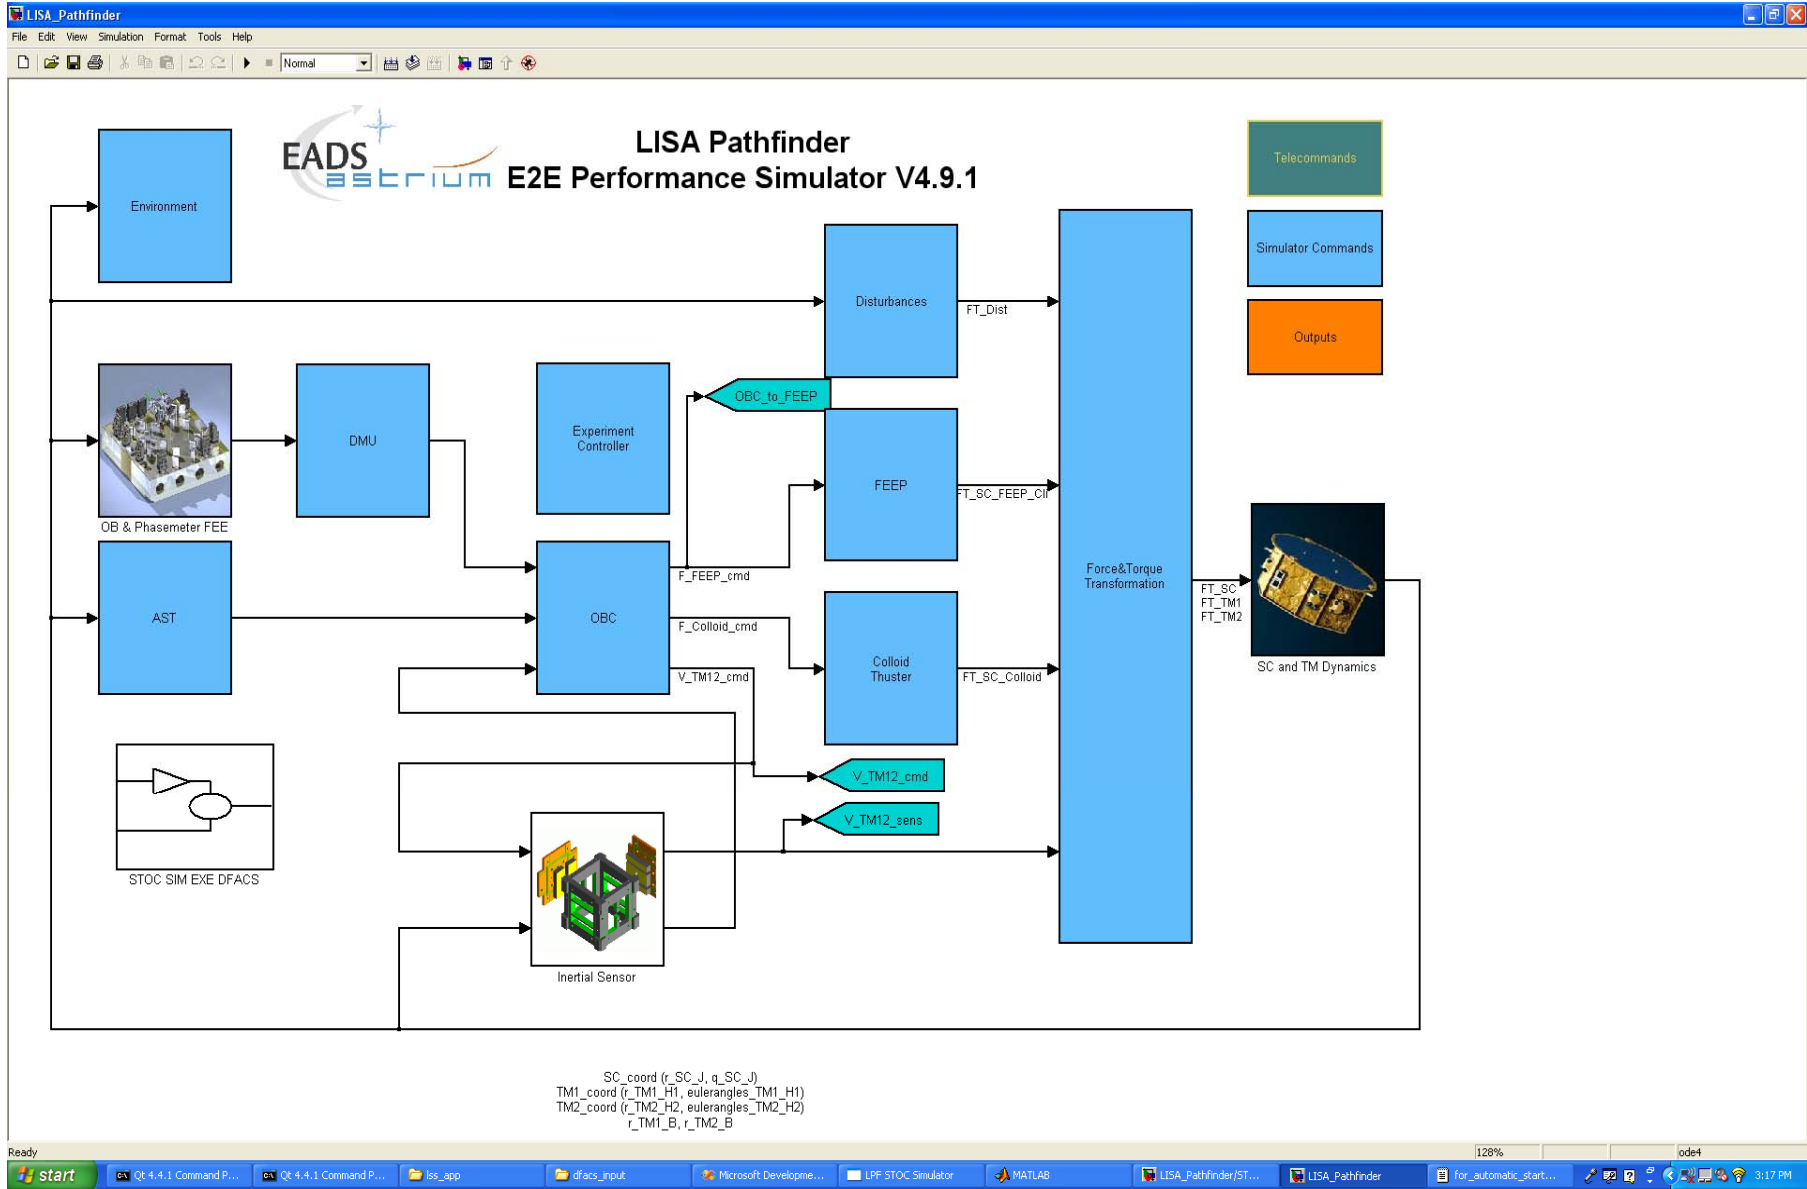 LISA_Pathfinder
File Edit View Simulation Format Tools Help
Normal
EADS
astrium
LISA Pathfinder
E2E Performance Simulator V4.9.1
Telecommands
Simulator Commands
Outputs
Environment
Disturbances
FT_Dist
OBC_to_FEEP
OB & Phasemeter FEE
DMU
Experiment
Controller
FEEP
FT_SC_FEEP_Cll
F_FEEP_cmd
AST
OBC
F_Colloid_cmd
V_TM12_cmd
Colloid
Thuster
FT_SC_Colloid
Force&Torque
Transformation
FT_SC
FT_TM1
FT_TM2
SC and TM Dynamics
V_TM12_cmd
V_TM12_sens
STOC SIM EXE DFACS
Inertial Sensor
SC_coord (r_SC_J, q_SC_J)
TM1_coord (r_TM1_H1, eulerangles_TM1_H1)
TM2_coord (r_TM2_H2, eulerangles_TM2_H2)
r_TM1_B, r_TM2_B
Ready
128%
ode4
start
Qt 4.4.1 Command P...
Qt 4.4.1 Command P...
lss_app
dfacs_input
Microsoft Developme...
LPF STOC Simulator
MATLAB
LISA_Pathfinder/ST...
LISA_Pathfinder
for_automatic_start...
3:17 PM